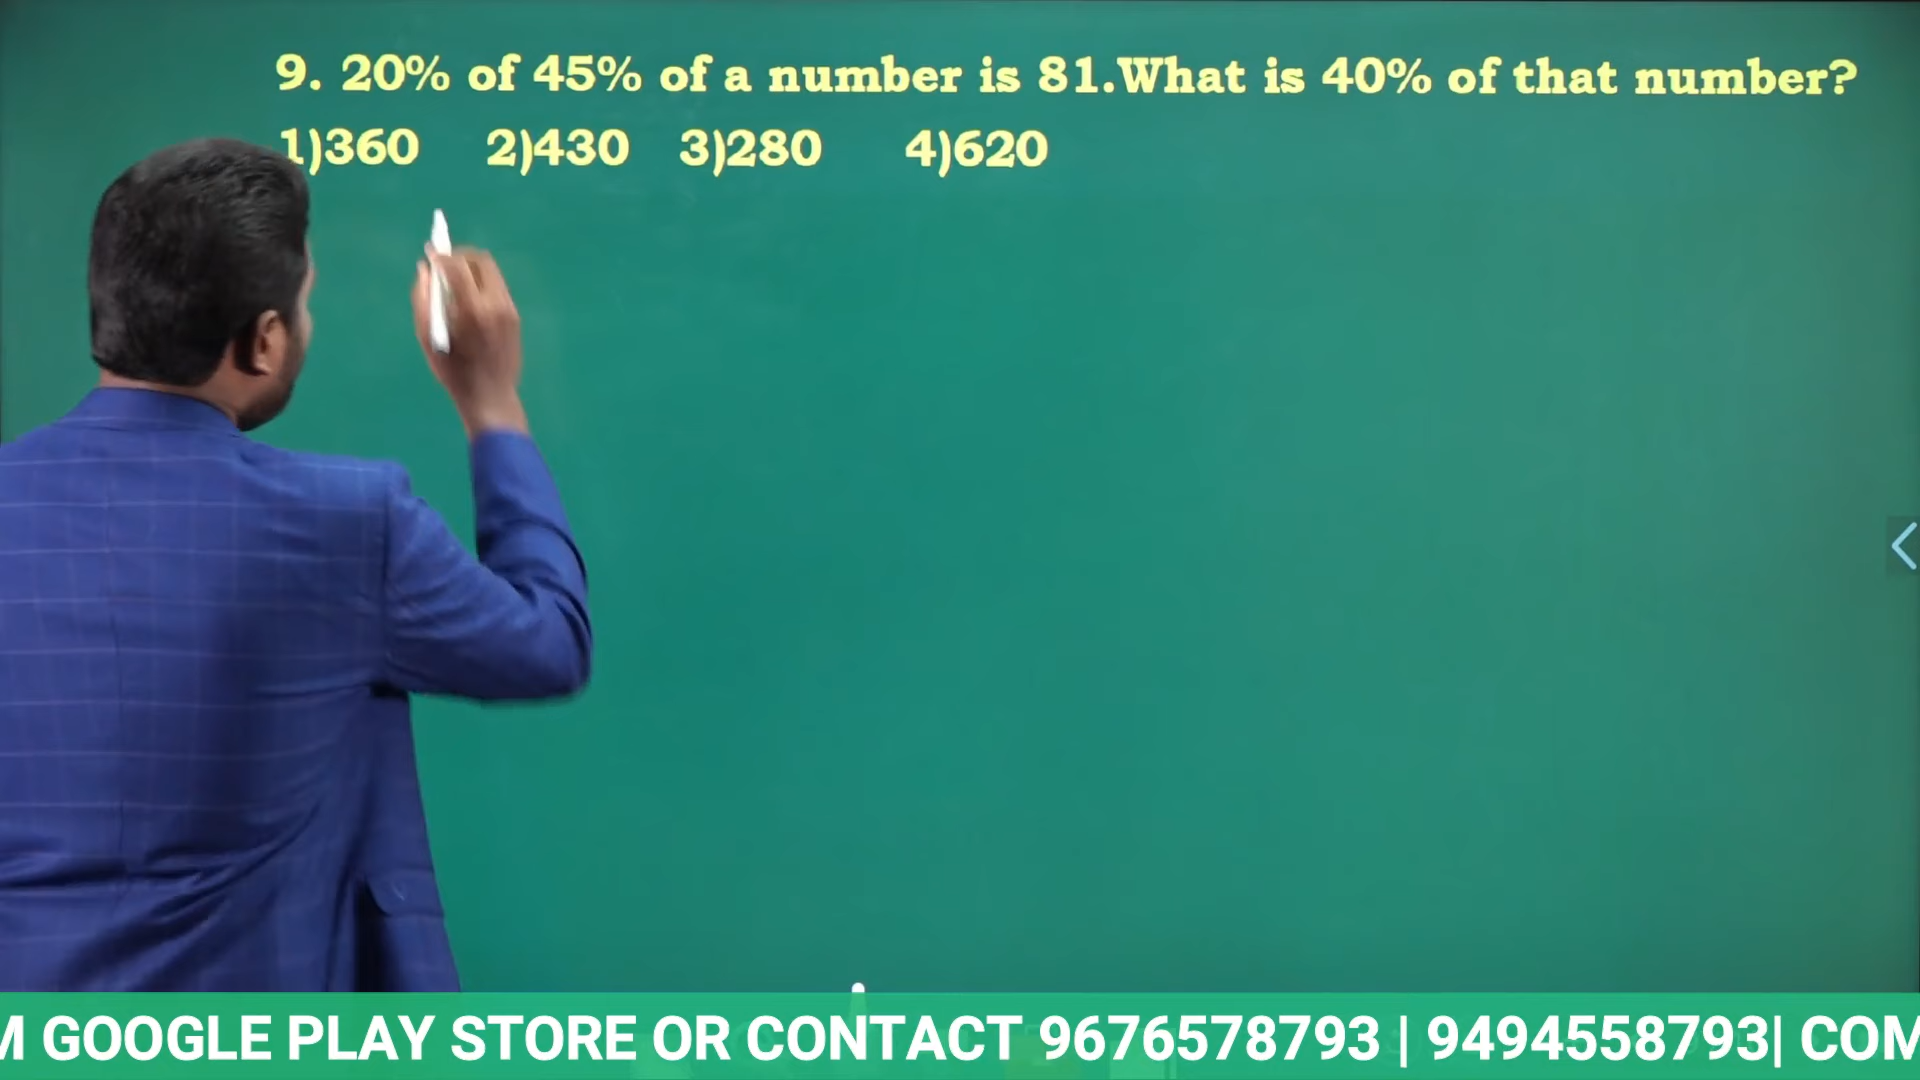 9. 20% of 45% of a number is 81.What is 40% of that number?
1)360 2)430 3)280 4)620
M GOOGLE PLAY STORE OR CONTACT 9676578793 | 9494558793| COM